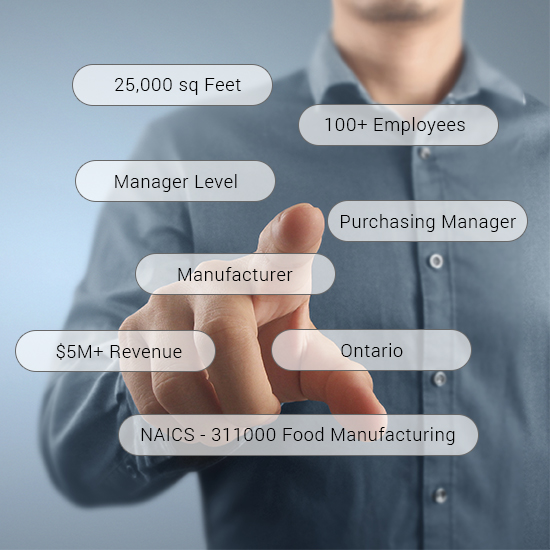 25,000 sq Feet
100+ Employees
Manager Level
Purchasing Manager
Manufacturer
$5M+ Revenue
Ontario
NAICS - 311000 Food Manufacturing